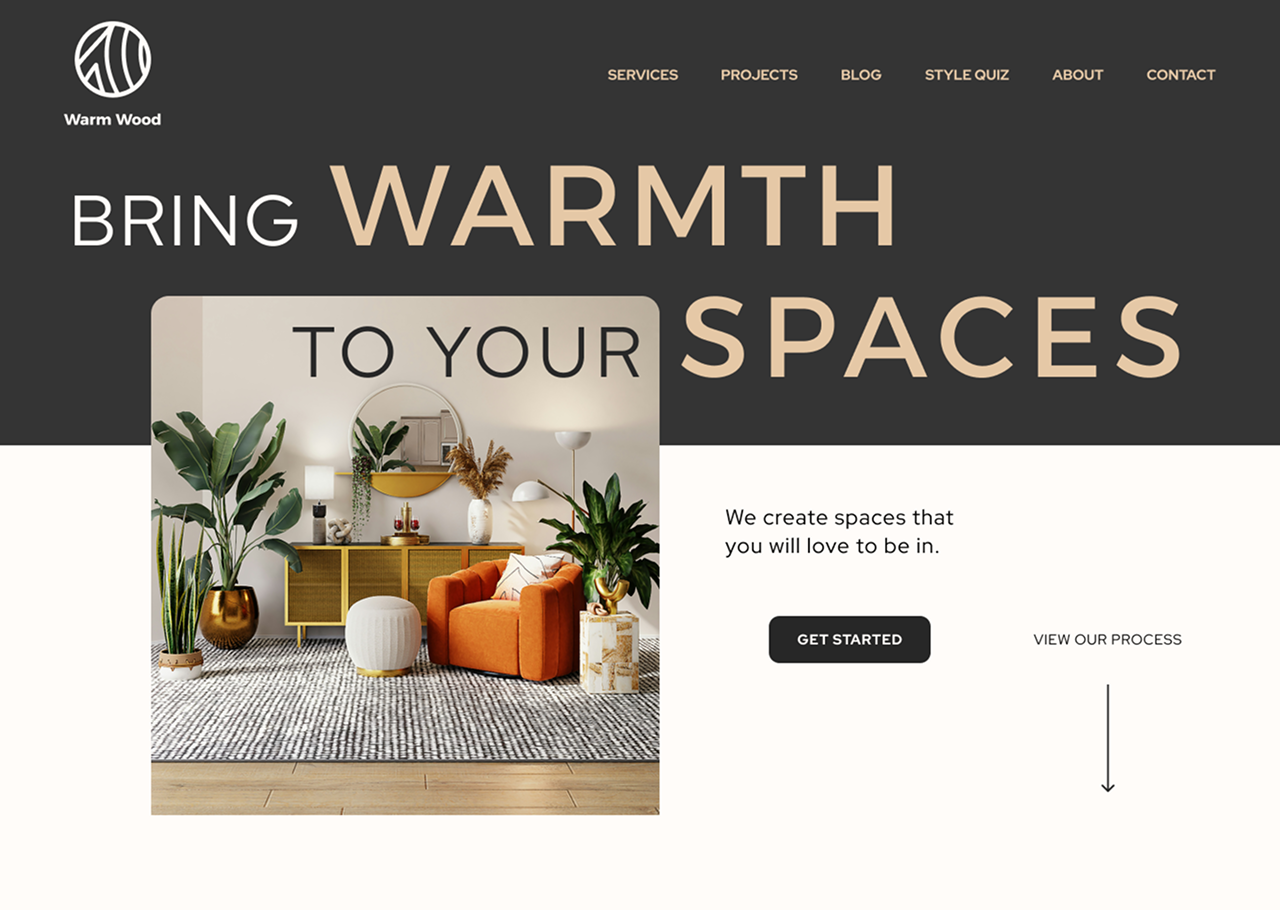 Warm Wood
SERVICES PROJECTS BLOG STYLE QUIZ ABOUT CONTACT
BRING WARMTH
TO YOUR SPACES
We create spaces that
you will love to be in.
GET STARTED
VIEW OUR PROCESS